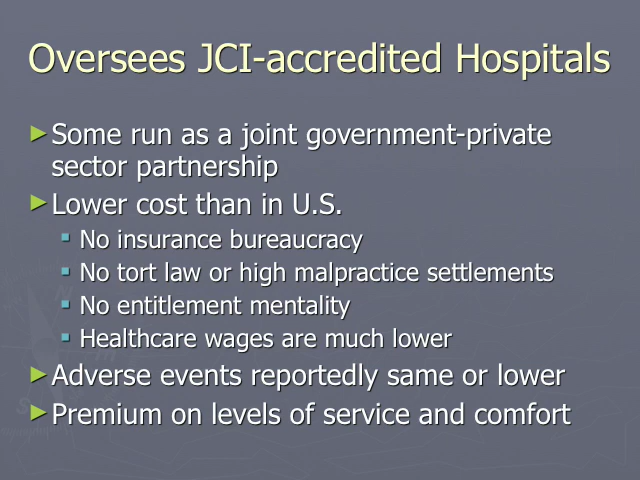 Oversees JCI-accredited Hospitals
Some run as a joint government-private
sector partnership
Lower cost than in U.S.
No insurance bureaucracy
No tort law or high malpractice settlements
No entitlement mentality
Healthcare wages are much lower
Adverse events reportedly same or lower
Premium on levels of service and comfort